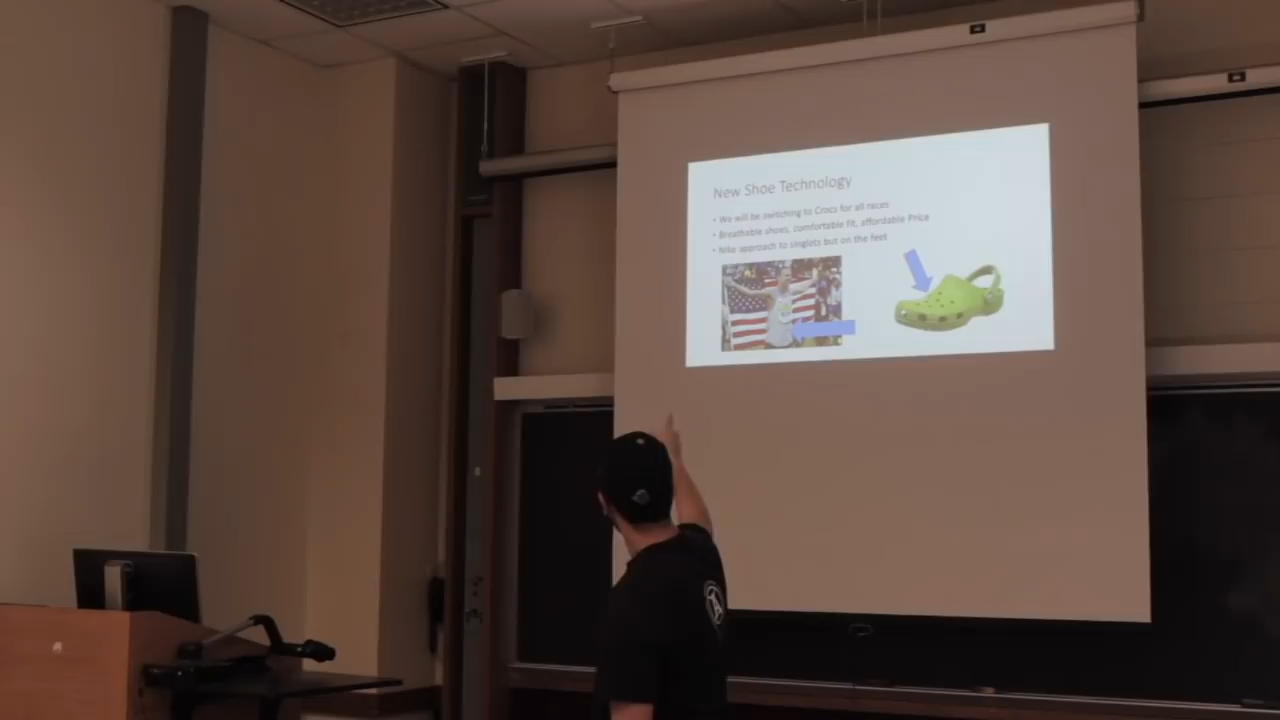 New Shoe Technology
• We will be switching to Crocs for all races
• Breathable shoes, comfortable fit, affordable Price
• Nike approach to singlets but on the feet